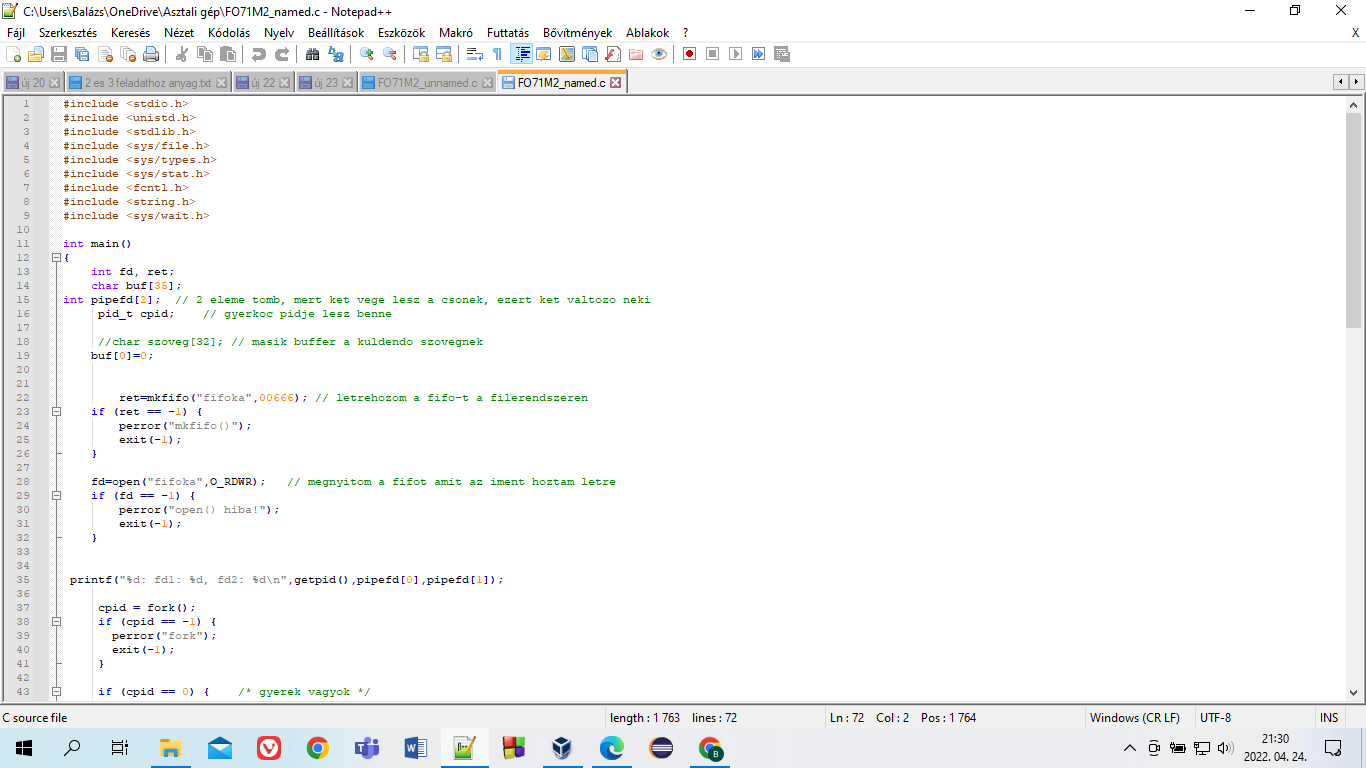 C:\Users\Balázs\OneDrive\Asztali gép\FO71M2_named.c - Notepad++
Fájl Szerkesztés Keresés Nézet Kódolás Nyelv Beállítások Eszközök Makró Futtatás Bővítmények Ablakok ? X
új 20 2 es 3 feladathoz anyag.txt új 22 új 23 FO71M2_unnamed.c FO71M2_named.c
1 #include <stdio.h>
2 #include <unistd.h>
3 #include <stdlib.h>
4 #include <sys/file.h>
5 #include <sys/types.h>
6 #include <sys/stat.h>
7 #include <fcntl.h>
8 #include <string.h>
9 #include <sys/wait.h>
10
11 int main()
12 {
13     int fd, ret;
14     char buf[35];
15 int pipefd[2];  // 2 eleme tomb, mert ket vege lesz a csonek, ezert ket valtozo neki
16      pid_t cpid;    // gyerkoc pidje lesz benne
17
18      //char szoveg[32]; // masik buffer a kuldendo szovegnek
19     buf[0]=0;
20
21
22         ret=mkfifo("fifoka",00666); // letrehozom a fifo-t a filerendszeren
23     if (ret == -1) {
24         perror("mkfifo()");
25         exit(-1);
26     }
27
28     fd=open("fifoka",O_RDWR);   // megnyitom a fifot amit az iment hoztam letre
29     if (fd == -1) {
30         perror("open() hiba!");
31         exit(-1);
32     }
33
34
35  printf("%d: fd1: %d, fd2: %d\n",getpid(),pipefd[0],pipefd[1]);
36
37      cpid = fork();
38      if (cpid == -1) {
39        perror("fork");
40        exit(-1);
41      }
42
43      if (cpid == 0) {    /* gyerek vagyok */
C source file length : 1 763 lines : 72 Ln : 72 Col : 2 Pos : 1 764 Windows (CR LF) UTF-8 INS
21:30
2022. 04. 24.